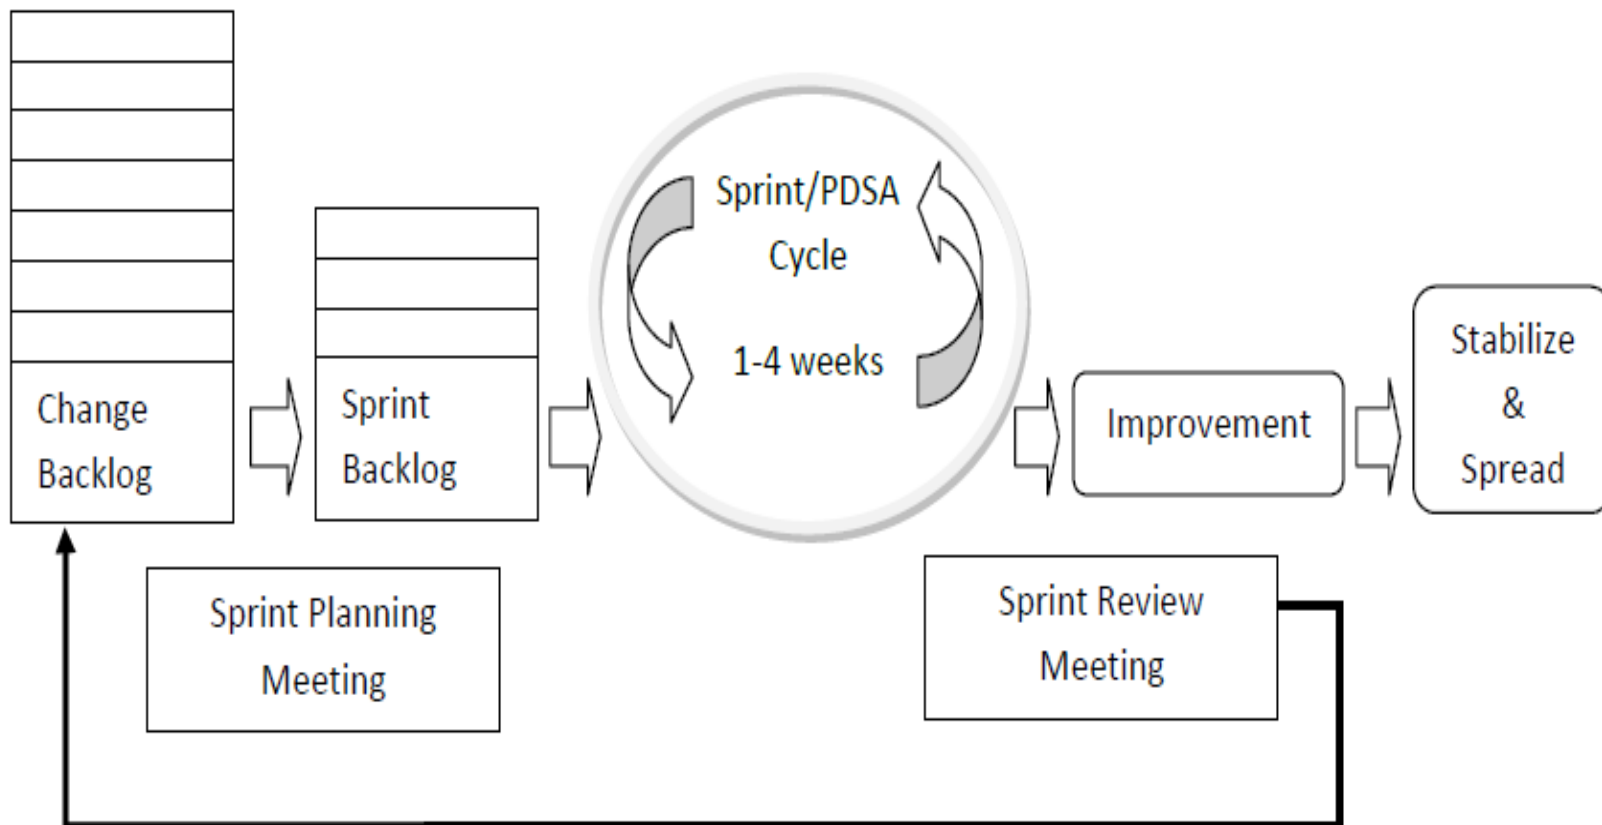 Change
Backlog
Sprint
Backlog
Sprint/PDSA
Cycle
1-4 weeks
Improvement
Stabilize
&
Spread
Sprint Planning
Meeting
Sprint Review
Meeting